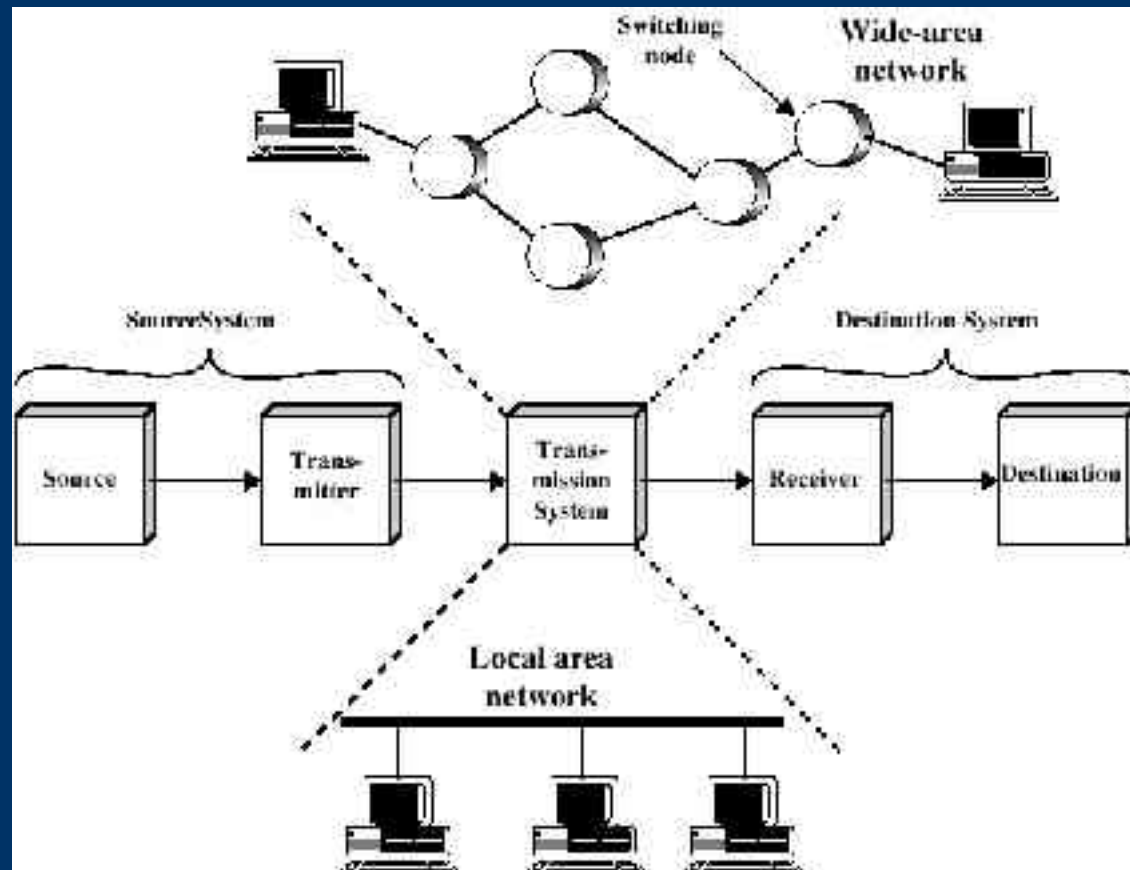 Switching
node
Wide-area
network
SourceSystem
Destination System
Source
Trans-
mitter
Trans-
mission
System
Receiver
Destination
Local area
network